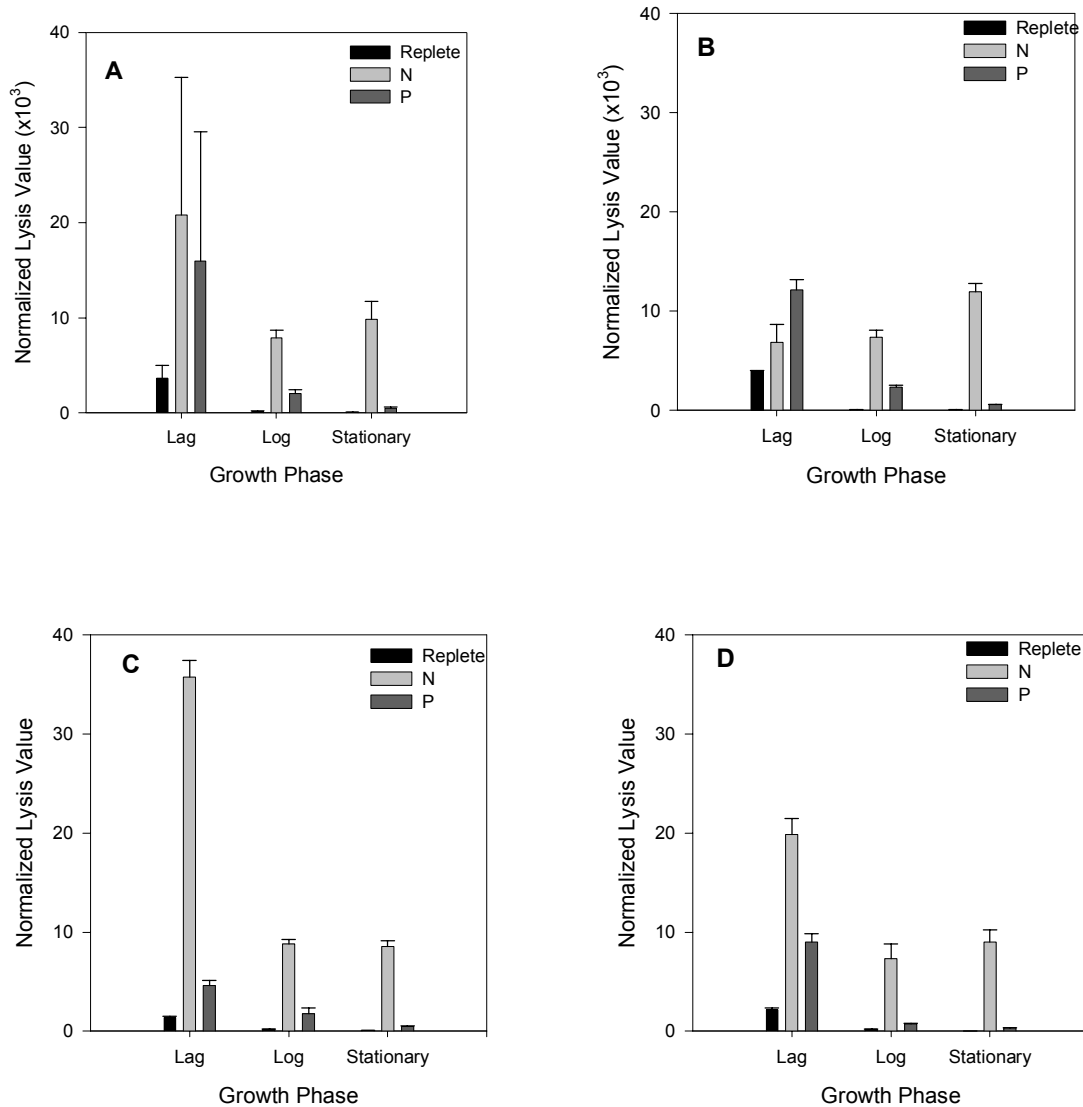 A
Replete
N
P
Normalized Lysis Value (x10³)
40
30
20
10
0
Lag Log Stationary
Growth Phase
B
Replete
N
P
Normalized Lysis Value (x10³)
40
30
20
10
0
Lag Log Stationary
Growth Phase
C
Replete
N
P
Normalized Lysis Value
40
30
20
10
0
Lag Log Stationary
Growth Phase
D
Replete
N
P
Normalized Lysis Value
40
30
20
10
0
Lag Log Stationary
Growth Phase